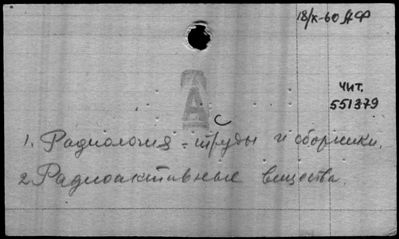 18/X-60 АФ
Чит.
551379
А
с
1. Радиология - труды и сборники.
2. Радиоактивные вещества.